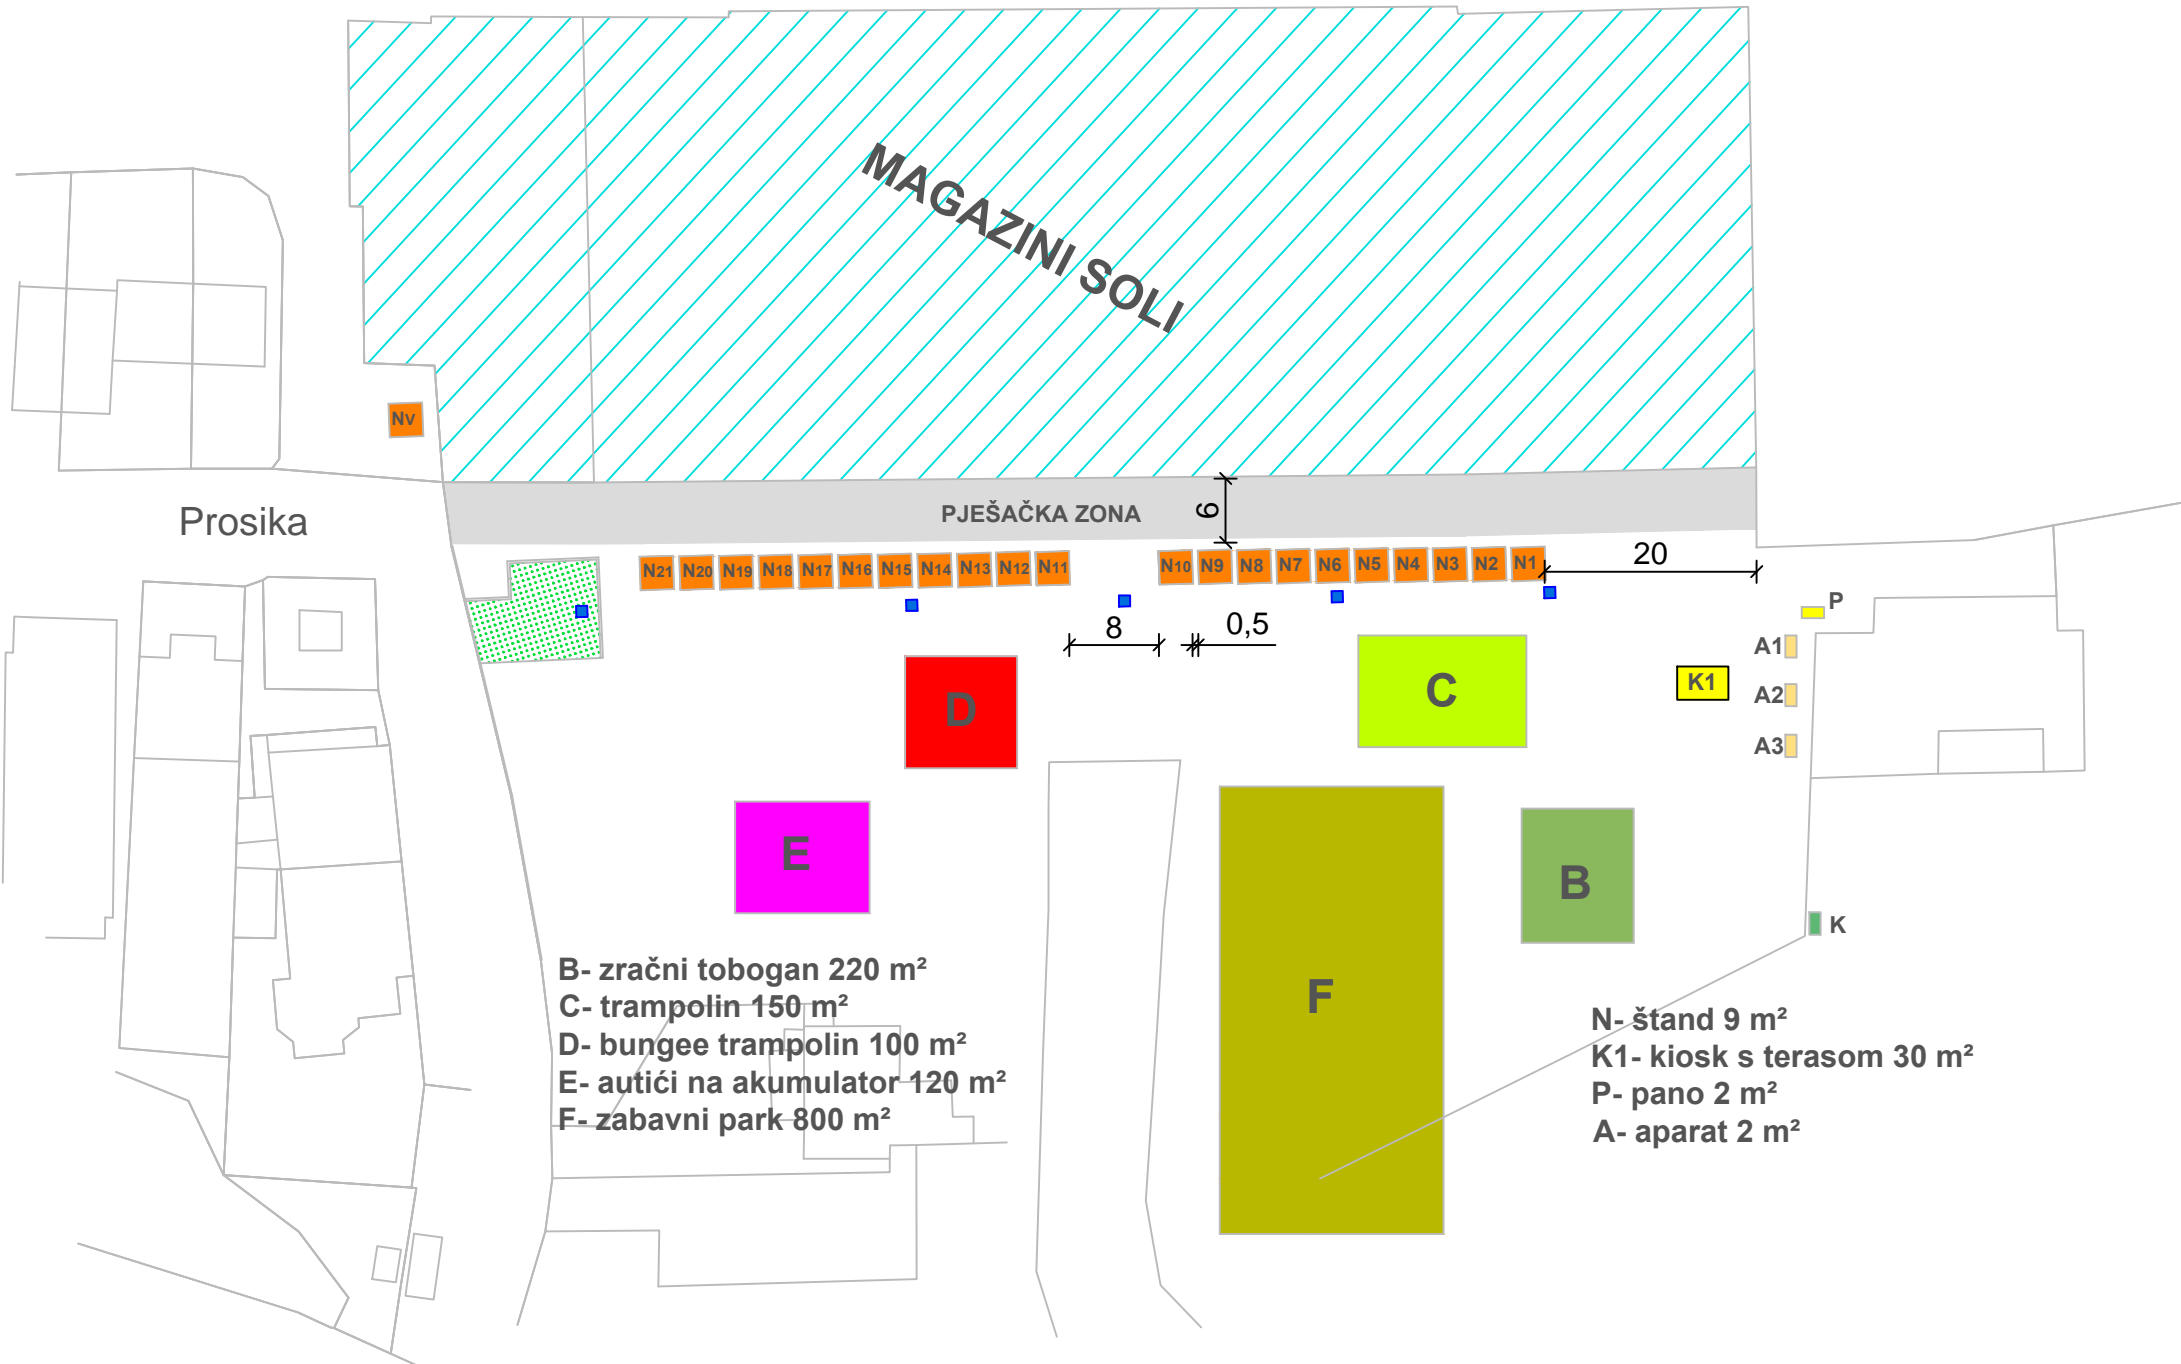 MAGAZINI SOLI
Nv
Prosika
PJEŠAČKA ZONA
6
N21 N20 N19 N18 N17 N16 N15 N14 N13 N12 N11 N10 N9 N8 N7 N6 N5 N4 N3 N2 N1
20
8
0,5
P
A1
A2
A3
K1
D
C
E
B
F
K
B- zračni tobogan 220 m²
C- trampolin 150 m²
D- bungee trampolin 100 m²
E- autići na akumulator 120 m²
F- zabavni park 800 m²
N- štand 9 m²
K1- kiosk s terasom 30 m²
P- pano 2 m²
A- aparat 2 m²